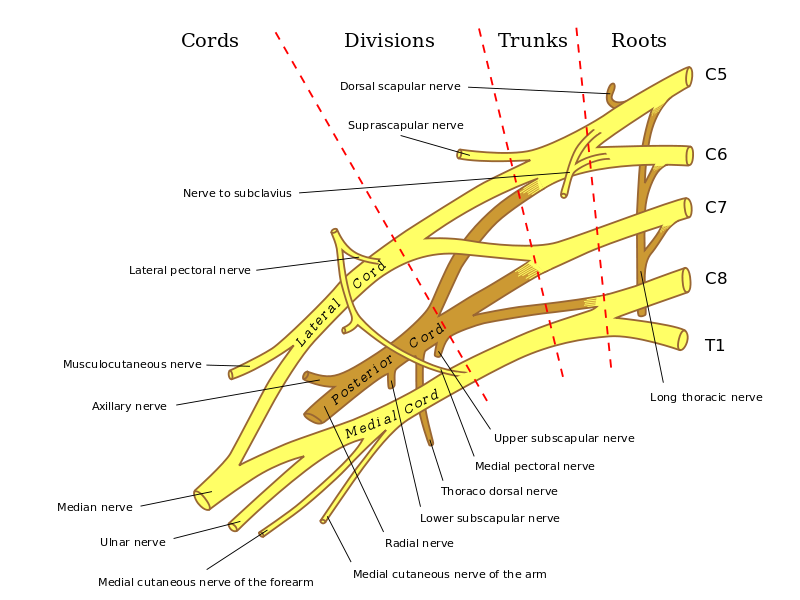 Cords
Divisions
Trunks
Roots
C5
Dorsal scapular nerve
Suprascapular nerve
C6
Nerve to subclavius
C7
Lateral pectoral nerve
Lateral Cord
C8
Posterior Cord
T1
Musculocutaneous nerve
Axillary nerve
Medial Cord
Long thoracic nerve
Upper subscapular nerve
Medial pectoral nerve
Thoraco dorsal nerve
Median nerve
Lower subscapular nerve
Ulnar nerve
Radial nerve
Medial cutaneous nerve of the forearm
Medial cutaneous nerve of the arm